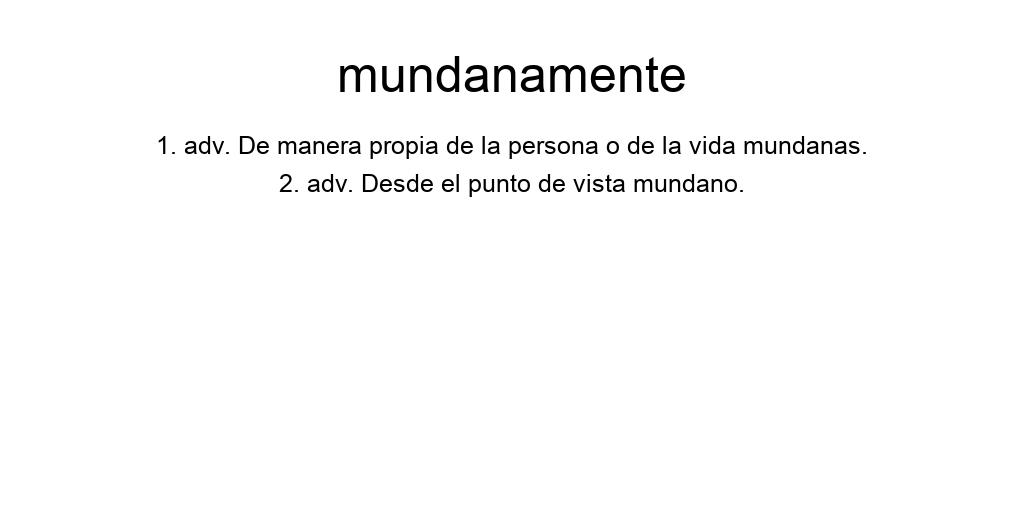 mundanamente
1. adv. De manera propia de la persona o de la vida mundanas.
2. adv. Desde el punto de vista mundano.